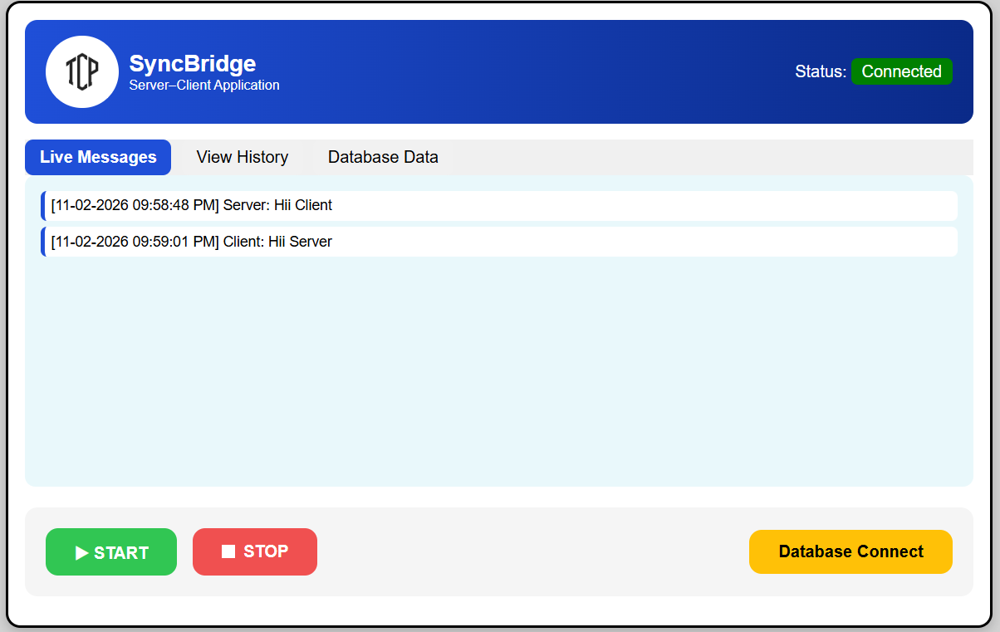 TCP
SyncBridge
Server–Client Application
Status: Connected
Live Messages View History Database Data
[11-02-2026 09:58:48 PM] Server: Hii Client
[11-02-2026 09:59:01 PM] Client: Hii Server
START STOP Database Connect